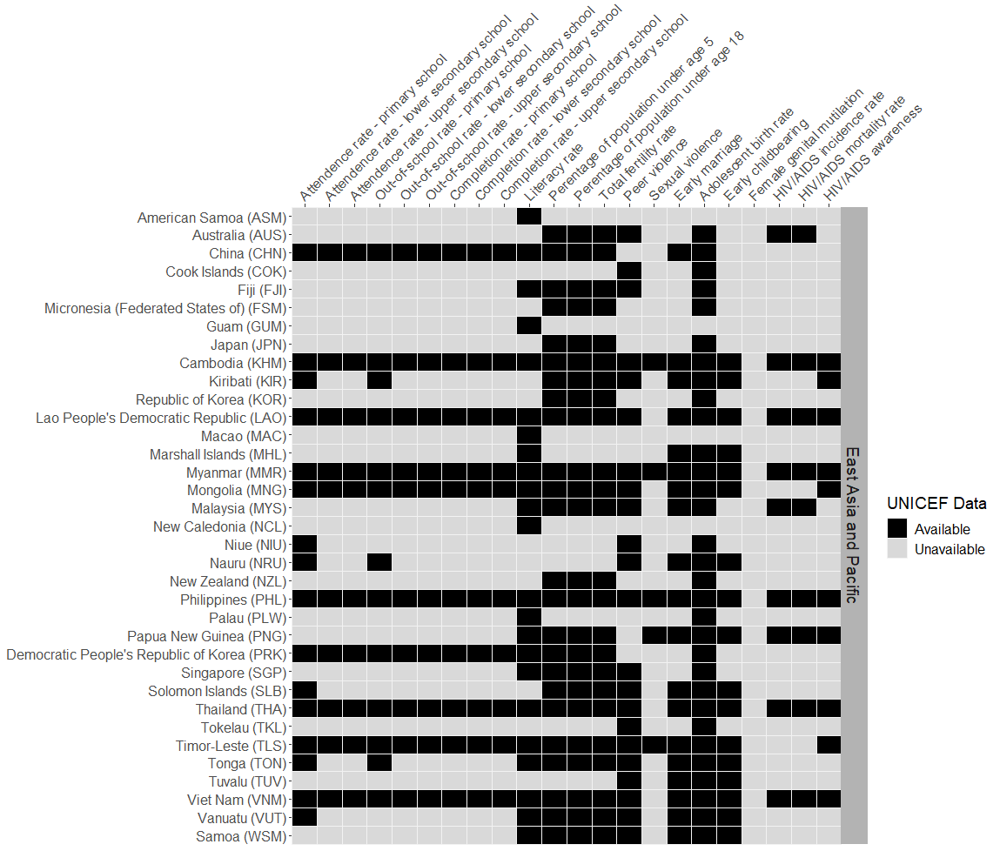 Attendence rate - primary school
Attendence rate - lower secondary school
Attendence rate - upper secondary school
Out-of-school rate - primary school
Out-of-school rate - lower secondary school
Out-of-school rate - upper secondary school
Completion rate - primary school
Completion rate - lower secondary school
Completion rate - upper secondary school
Literacy rate
Perentage of population under age 5
Perentage of population under age 18
Total fertility rate
Peer violence
Sexual violence
Early marriage
Adolescent birth rate
Early childbearing
Female genital mutilation
HIV/AIDS incidence rate
HIV/AIDS mortality rate
HIV/AIDS awareness
American Samoa (ASM)
Australia (AUS)
China (CHN)
Cook Islands (COK)
Fiji (FJI)
Micronesia (Federated States of) (FSM)
Guam (GUM)
Japan (JPN)
Cambodia (KHM)
Kiribati (KIR)
Republic of Korea (KOR)
Lao People's Democratic Republic (LAO)
Macao (MAC)
Marshall Islands (MHL)
Myanmar (MMR)
Mongolia (MNG)
Malaysia (MYS)
New Caledonia (NCL)
Niue (NIU)
Nauru (NRU)
New Zealand (NZL)
Philippines (PHL)
Palau (PLW)
Papua New Guinea (PNG)
Democratic People's Republic of Korea (PRK)
Singapore (SGP)
Solomon Islands (SLB)
Thailand (THA)
Tokelau (TKL)
Timor-Leste (TLS)
Tonga (TON)
Tuvalu (TUV)
Viet Nam (VNM)
Vanuatu (VUT)
Samoa (WSM)
East Asia and Pacific
UNICEF Data
Available
Unavailable